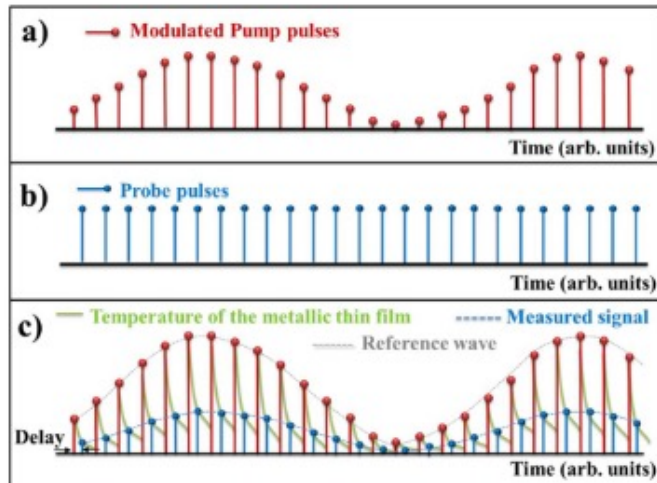 a)
Modulated Pump pulses
Time (arb. units)
b)
Probe pulses
Time (arb. units)
c)
Temperature of the metallic thin film
Measured signal
Reference wave
Delay
Time (arb. units)